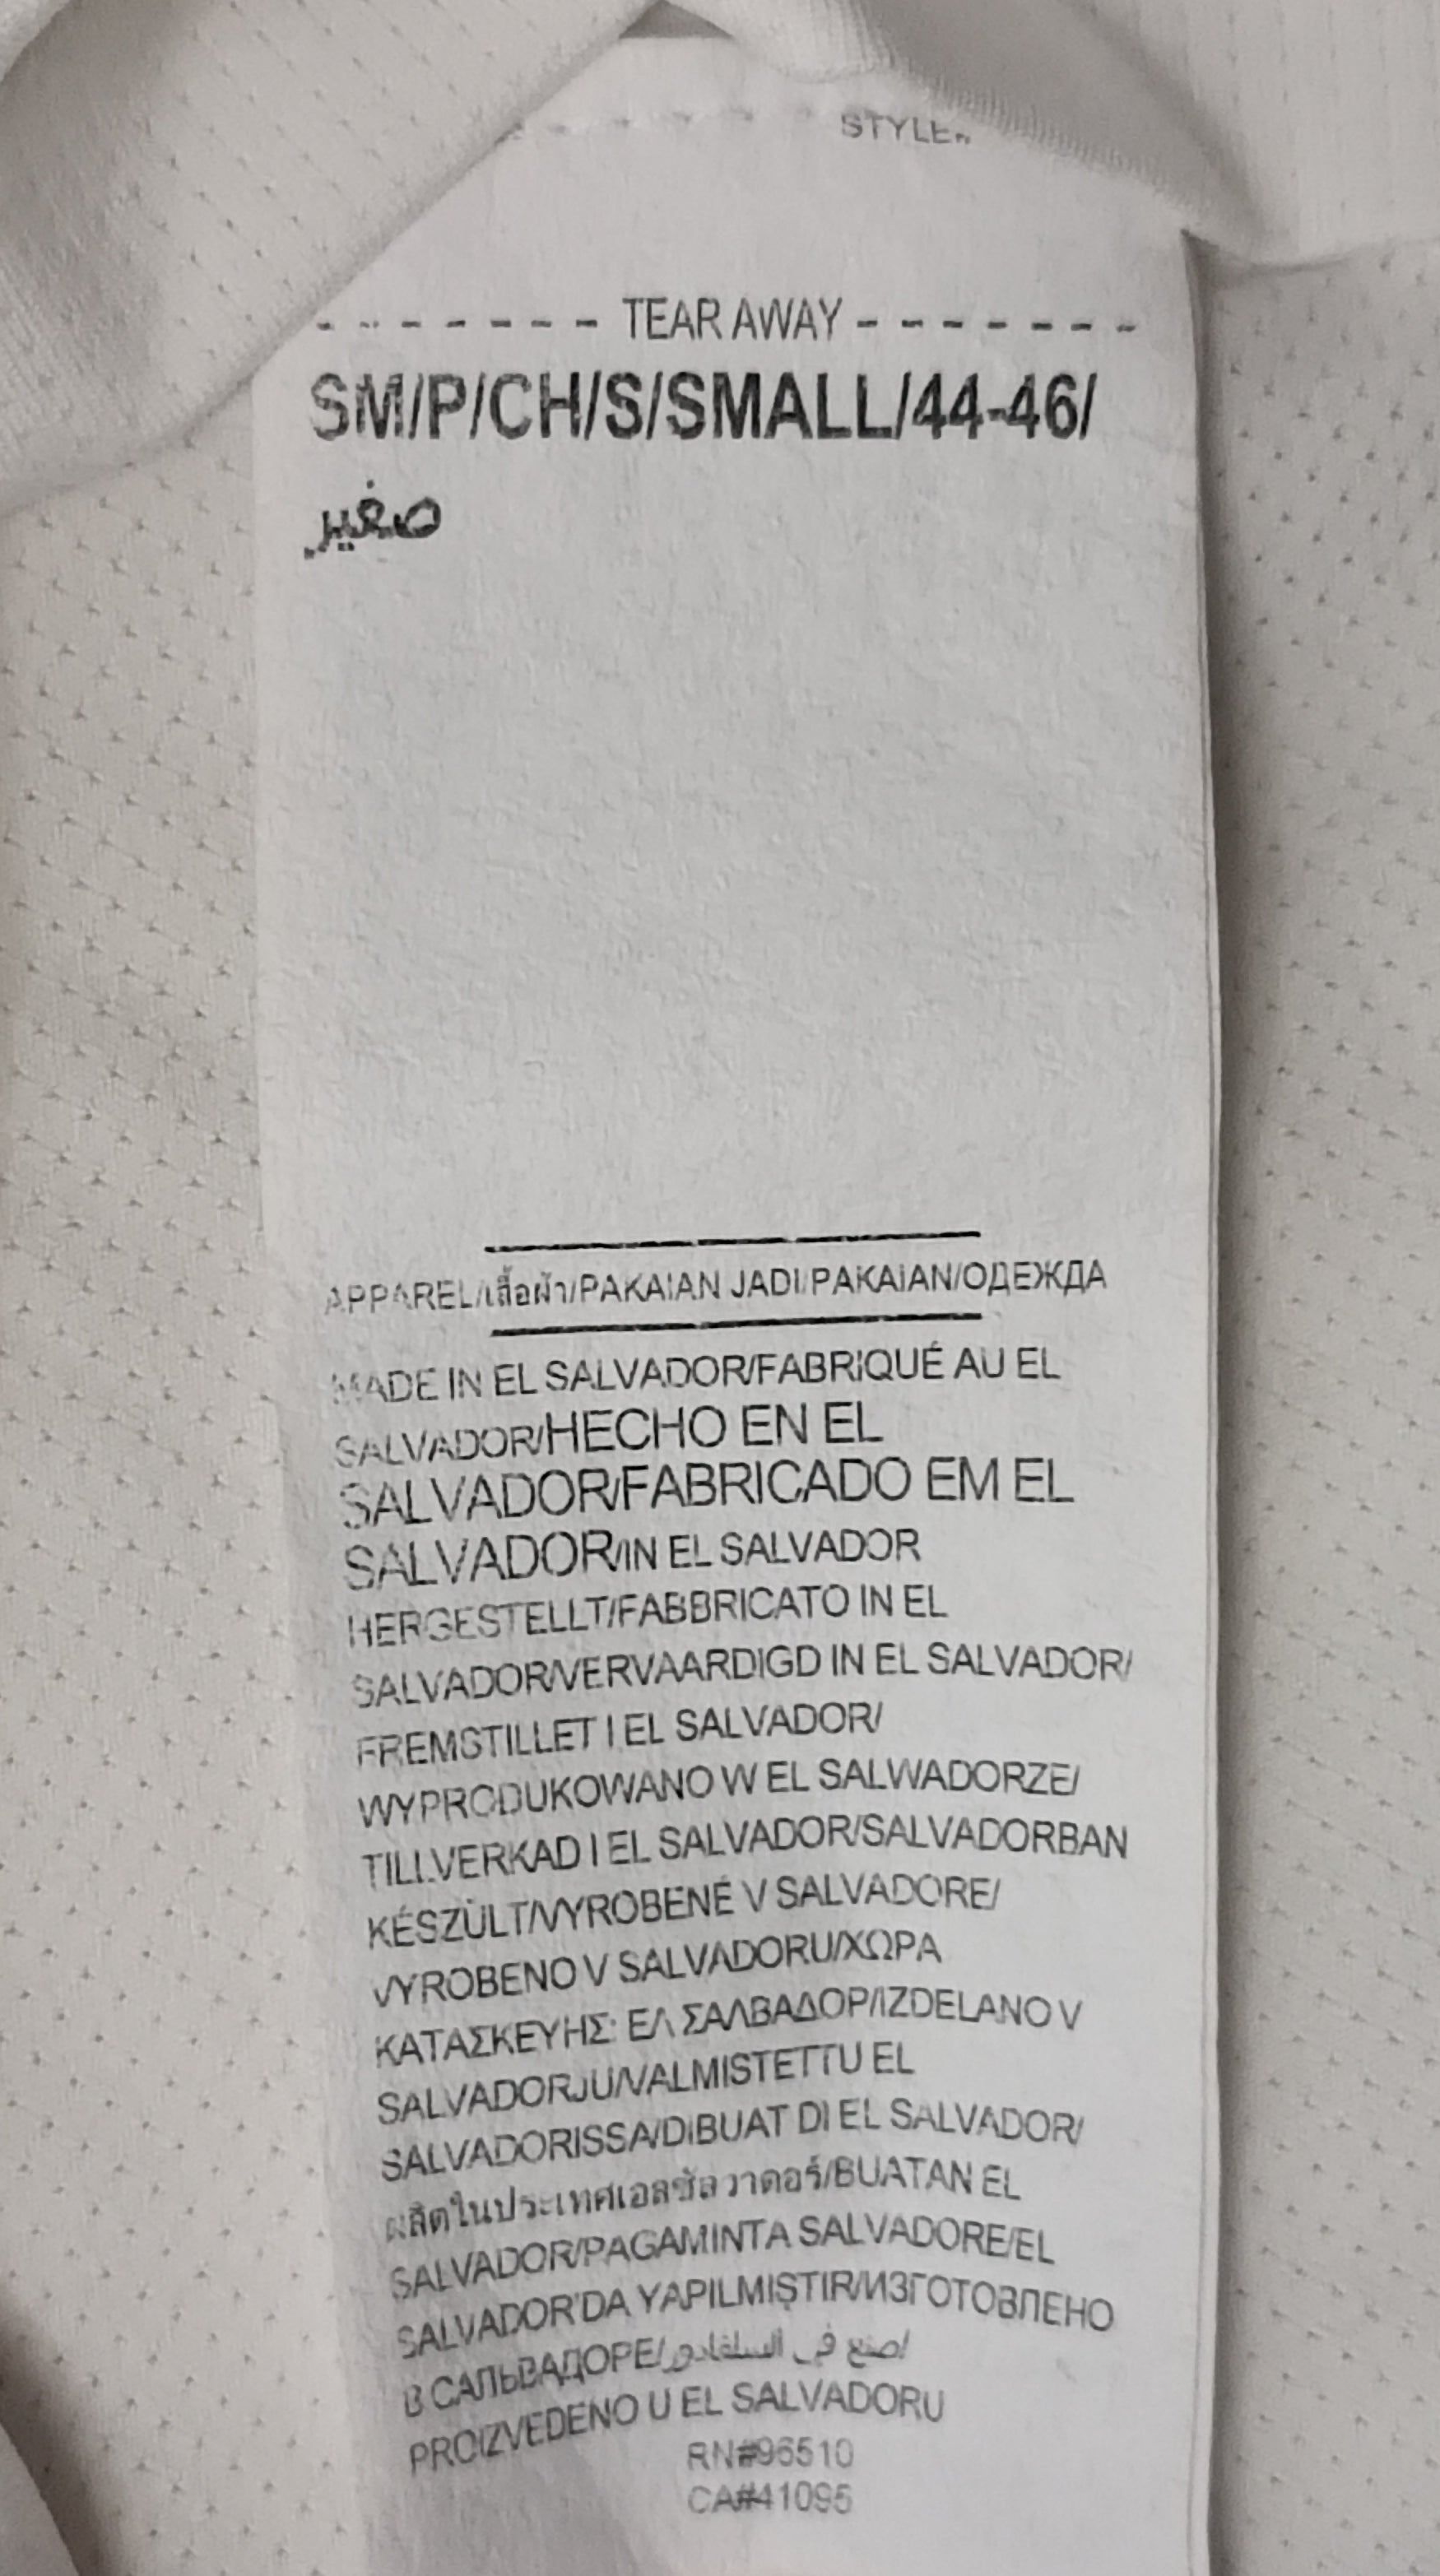 STYLE#
- - - - - - - TEAR AWAY - - - - - - -
SM/P/CH/S/SMALL/44-46/
صغير
APPAREL/เสื้อผ้า/PAKAIAN JADI/PAKAIAN/ОДЕЖДА
MADE IN EL SALVADOR/FABRIQUÉ AU EL
SALVADOR/HECHO EN EL
SALVADOR/FABRICADO EM EL
SALVADOR/IN EL SALVADOR
HERGESTELLT/FABBRICATO IN EL
SALVADOR/VERVAARDIGD IN EL SALVADOR/
FREMSTILLET I EL SALVADOR/
WYPRODUKOWANO W EL SALWADORZE/
TILLVERKAD I EL SALVADOR/SALVADORBAN
KÉSZÜLT/VYROBENÉ V SALVADORE/
VYROBENO V SALVADORU/ΧΩΡΑ
ΚΑΤΑΣΚΕΥΗΣ: ΕΛ ΣΑΛΒΑΔΟΡ/IZDELANO V
SALVADORJU/VALMISTETTU EL
SALVADORISSA/DIBUAT DI EL SALVADOR/
ผลิตในประเทศเอลซัลวาดอร์/BUATAN EL
SALVADOR/PAGAMINTA SALVADORE/EL
SALVADOR'DA YAPILMIŞTIR/ИЗГОТОВЛЕНО
В САЛЬВАДОРЕ/صنع في السلفادور/
PROIZVEDENO U EL SALVADORU
RN#96510
CA#41095